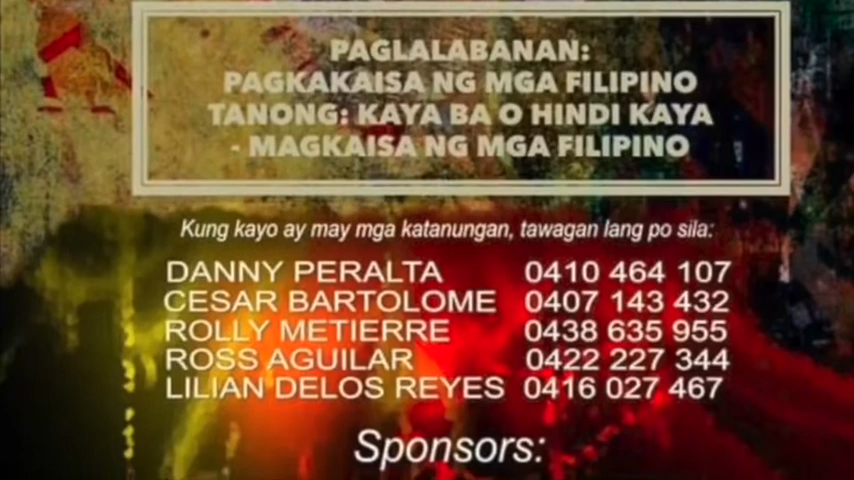 PAGLALABANAN:
PAGKAKAISA NG MGA FILIPINO
TANONG: KAYA BA O HINDI KAYA
- MAGKAISA NG MGA FILIPINO
Kung kayo ay may mga katanungan, tawagan lang po sila:
DANNY PERALTA 0410 464 107
CESAR BARTOLOME 0407 143 432
ROLLY METIERRE 0438 635 955
ROSS AGUILAR 0422 227 344
LILIAN DELOS REYES 0416 027 467
Sponsors: